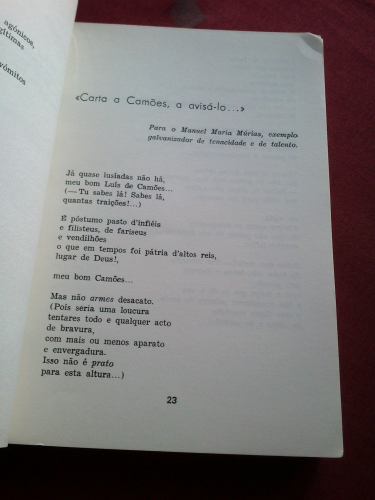 agónicos,
gítimas
vómitos
«Carta a Camões, a avisá-lo...»
Para o Manuel Maria Múrias, exemplo
galvanizador de tenacidade e de talento.
Já quase lusíadas não há,
meu bom Luís de Camões...
(— Tu sabes lá! Sabes lá,
quantas traições!...)
É póstumo pasto d'infiéis
e filisteus, de fariseus
e vendilhões
o que em tempos foi pátria d'altos reis,
lugar de Deus!,
meu bom Camões...
Mas não armes desacato.
(Pois seria uma loucura
tentares todo e qualquer acto
de bravura,
com mais ou menos aparato
e envergadura.
Isso não é prato
para esta altura...)
23